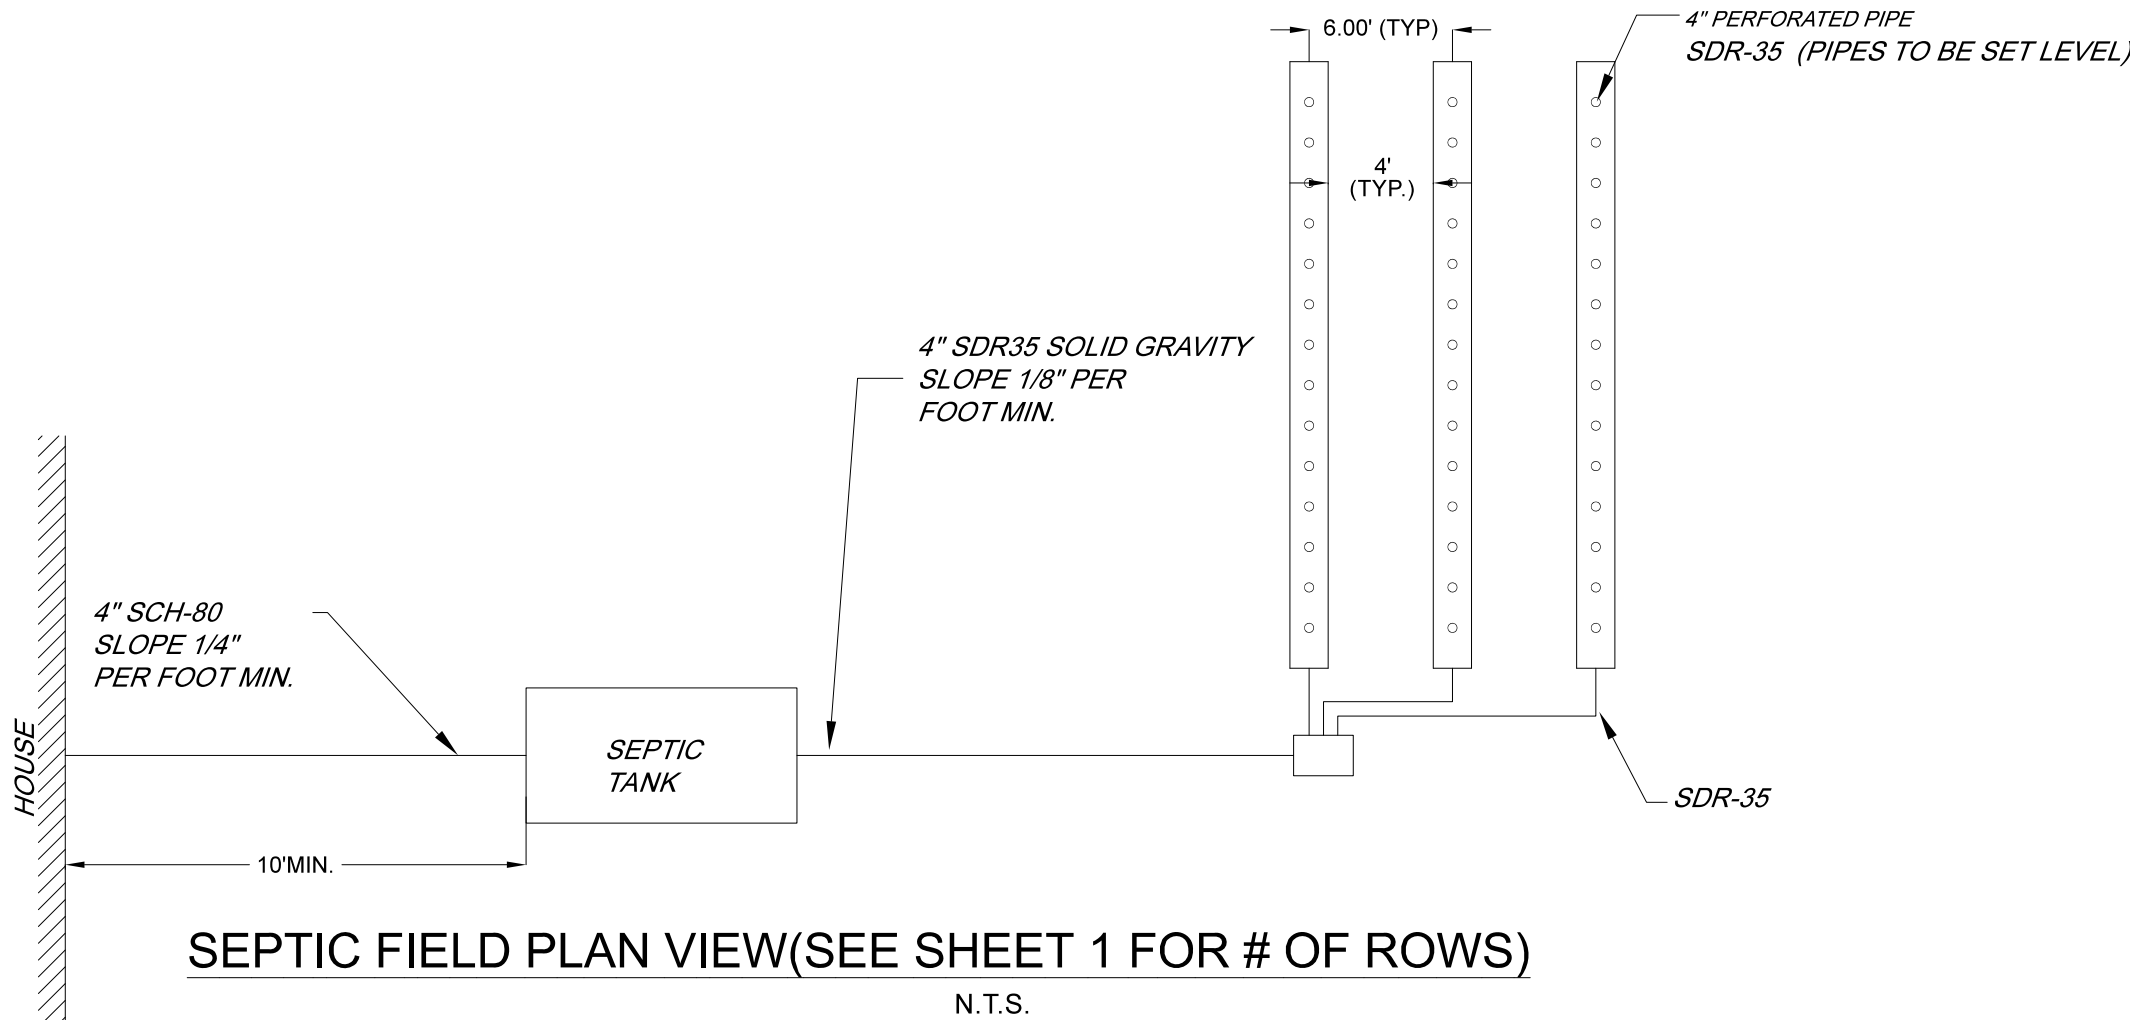 6.00' (TYP)
4" PERFORATED PIPE
SDR-35 (PIPES TO BE SET LEVEL)
4'
(TYP.)
4" SDR35 SOLID GRAVITY
SLOPE 1/8" PER
FOOT MIN.
4" SCH-80
SLOPE 1/4"
PER FOOT MIN.
HOUSE
SEPTIC
TANK
SDR-35
10'MIN.
SEPTIC FIELD PLAN VIEW(SEE SHEET 1 FOR # OF ROWS)
N.T.S.